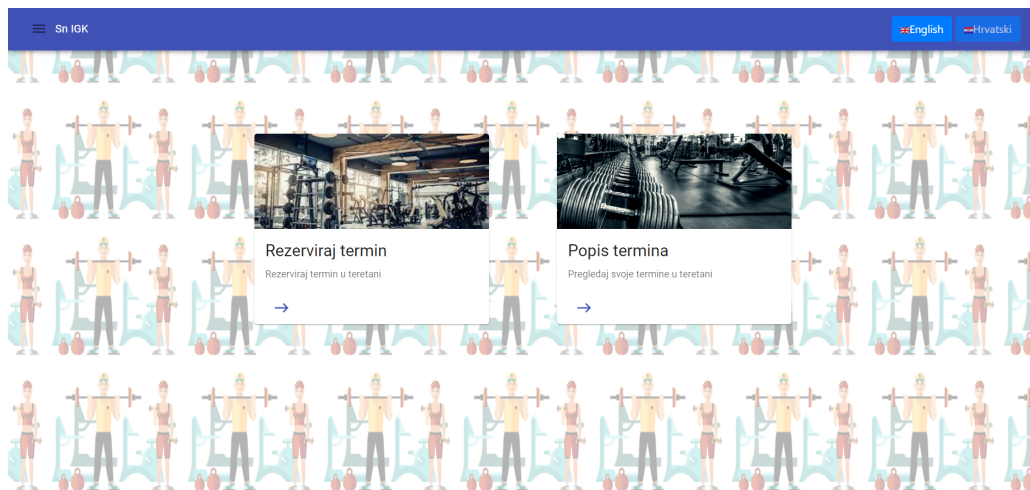 Sn IGK
English
Hrvatski
Rezerviraj termin
Rezerviraj termin u teretani
Popis termina
Pregledaj svoje termine u teretani